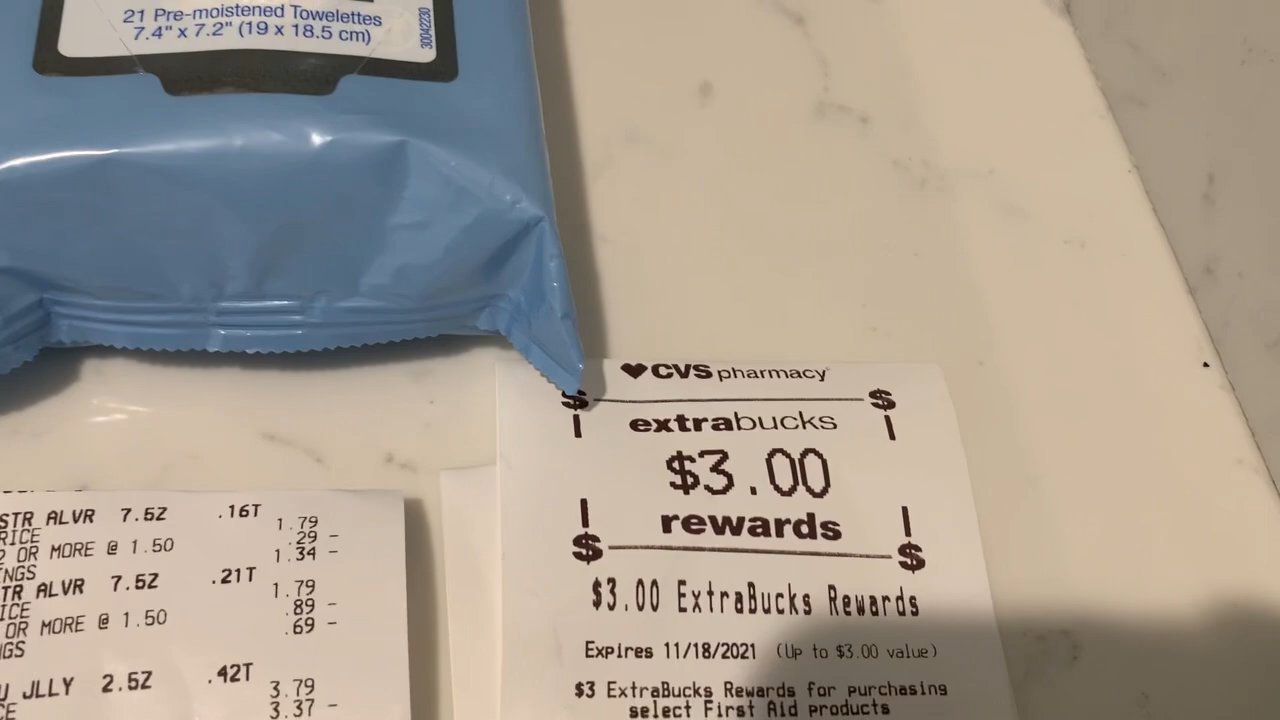 21 Pre-moistened Towelettes
7.4" x 7.2" (19 x 18.5 cm)
30042230
CVS pharmacy
$ $
extrabucks
$3.00
rewards
$ $
$3.00 ExtraBucks Rewards
Expires 11/18/2021 (Up to $3.00 value)
$3 ExtraBucks Rewards for purchasing
select First Aid products
STR ALVR 7.5Z .16T
RICE 1.79
2 OR MORE @ 1.50 .29 -
NGS 1.34 -
TR ALVR 7.5Z .21T
ICE 1.79
OR MORE @ 1.50 .89 -
GS .69 -
U JLLY 2.5Z .42T
CE 3.79
3.37 -